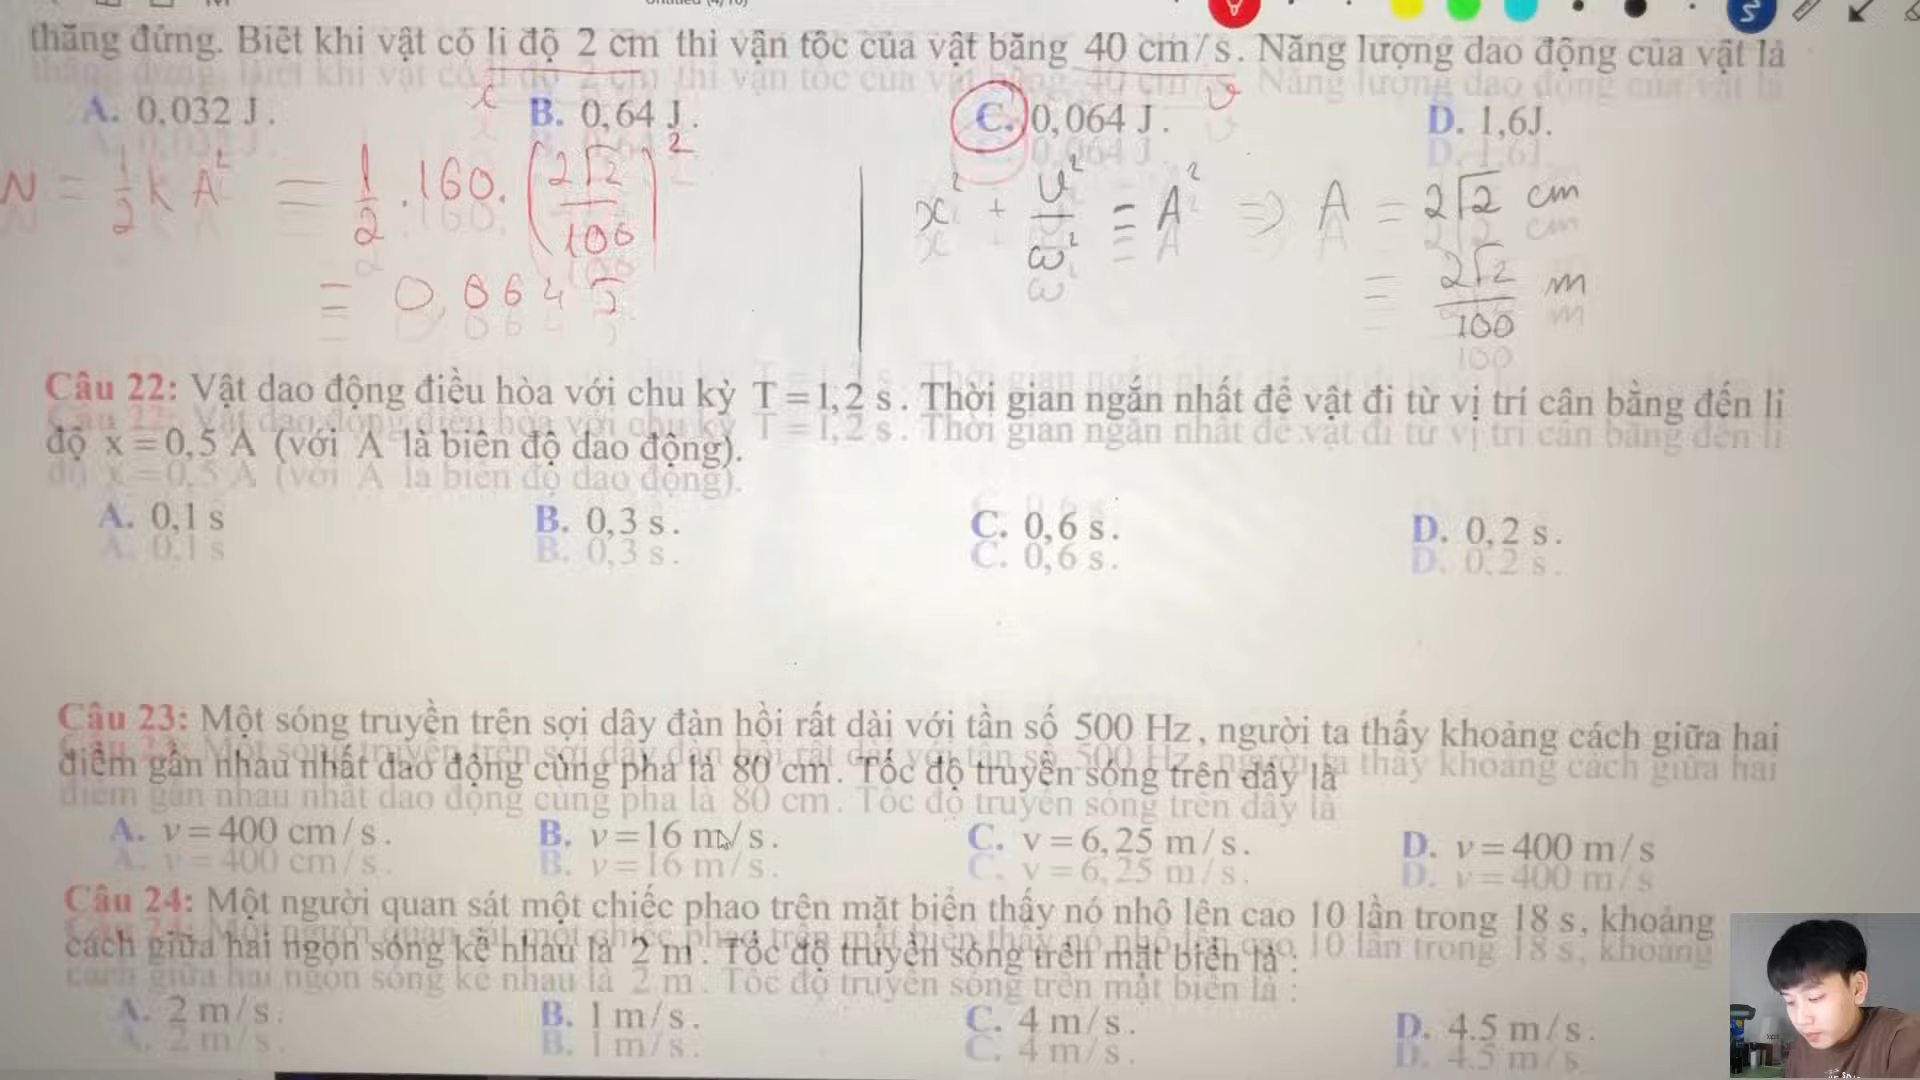 thẳng đứng. Biết khi vật có li độ 2 cm thì vận tốc của vật bằng 40 cm/s. Năng lượng dao động của vật là
x v
A. 0,032 J. B. 0,64 J. C. 0,064 J. D. 1,6J.
W = 1/2 k A² = 1/2 . 160. (2√2/100)²
= 0,064 J
x² + v²/ω² = A² ⇒ A = 2√2 cm
= 2√2/100 m
Câu 22: Vật dao động điều hòa với chu kỳ T = 1,2 s. Thời gian ngắn nhất để vật đi từ vị trí cân bằng đến li
độ x = 0,5 A (với A là biên độ dao động).
A. 0,1 s B. 0,3 s. C. 0,6 s. D. 0,2 s.
Câu 23: Một sóng truyền trên sợi dây đàn hồi rất dài với tần số 500 Hz, người ta thấy khoảng cách giữa hai
điểm gần nhau nhất dao động cùng pha là 80 cm. Tốc độ truyền sóng trên dây là
A. v = 400 cm/s. B. v = 16 m/s. C. v = 6,25 m/s. D. v = 400 m/s
Câu 24: Một người quan sát một chiếc phao trên mặt biển thấy nó nhô lên cao 10 lần trong 18 s, khoảng
cách giữa hai ngọn sóng kề nhau là 2 m. Tốc độ truyền sóng trên mặt biển là :
A. 2 m/s. B. 1 m/s. C. 4 m/s. D. 4.5 m/s.